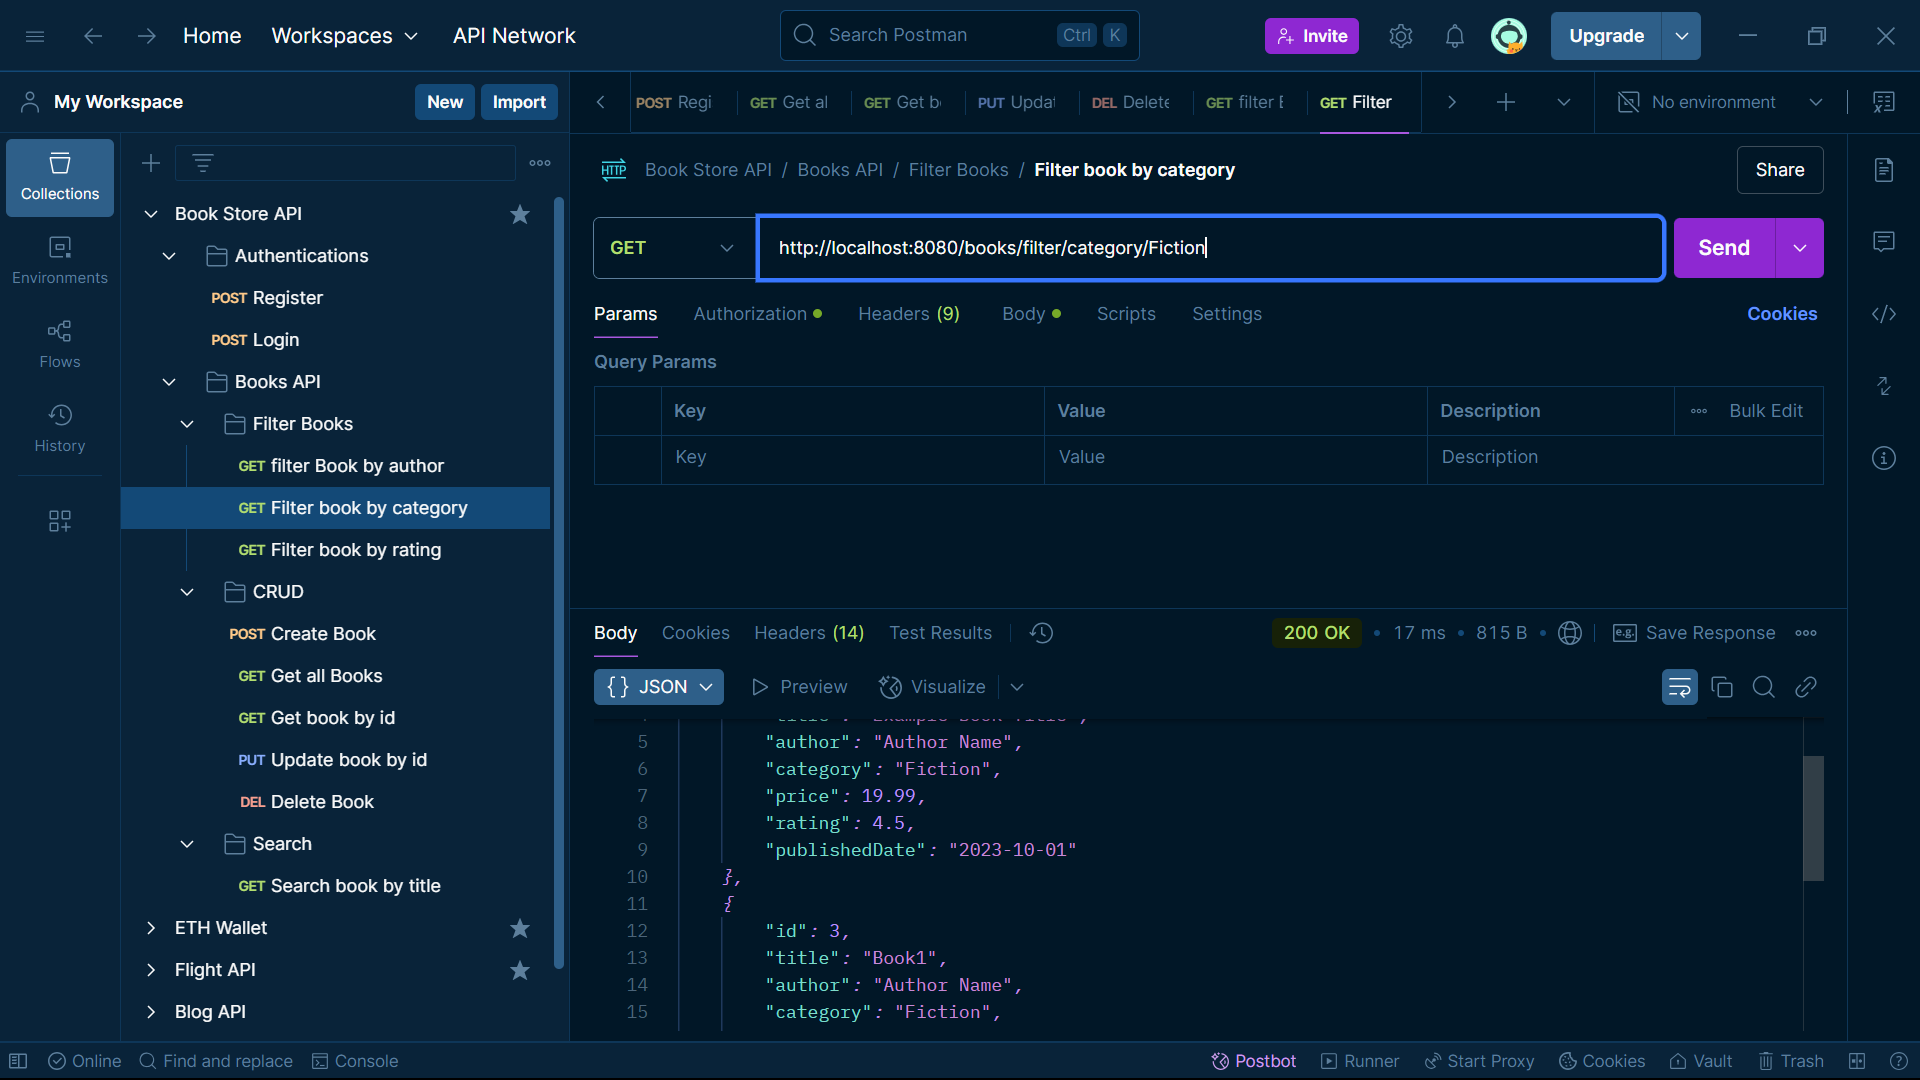 Home
Workspaces
API Network
Search Postman
Ctrl
K
Invite
Upgrade
My Workspace
New
Import
POST Regi
GET Get al
GET Get b
PUT Updat
DEL Delete
GET filter
GET Filter
No environment
Collections
Environments
Flows
History
Book Store API
Authentications
POST Register
POST Login
Books API
Filter Books
GET filter Book by author
GET Filter book by category
GET Filter book by rating
CRUD
POST Create Book
GET Get all Books
GET Get book by id
PUT Update book by id
DEL Delete Book
Search
GET Search book by title
ETH Wallet
Flight API
Blog API
HTTP
Book Store API / Books API / Filter Books / Filter book by category
Share
GET
http://localhost:8080/books/filter/category/Fiction
Send
Params
Authorization
Headers (9)
Body
Scripts
Settings
Cookies
Query Params
Key
Value
Description
Bulk Edit
Key
Value
Description
Body
Cookies
Headers (14)
Test Results
200 OK
17 ms
815 B
e.g.
Save Response
{} JSON
Preview
Visualize
5 "author": "Author Name",
6 "category": "Fiction",
7 "price": 19.99,
8 "rating": 4.5,
9 "publishedDate": "2023-10-01"
10 },
11 {
12 "id": 3,
13 "title": "Book1",
14 "author": "Author Name",
15 "category": "Fiction",
Online
Find and replace
Console
Postbot
Runner
Start Proxy
Cookies
Vault
Trash